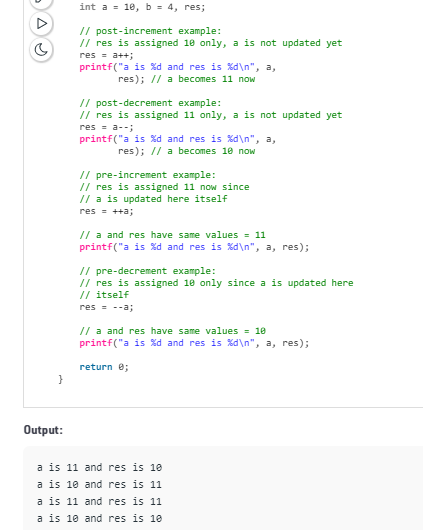 int a = 10, b = 4, res;
// post-increment example:
// res is assigned 10 only, a is not updated yet
res = a++;
printf("a is %d and res is %d\n", a,
res); // a becomes 11 now
// post-decrement example:
// res is assigned 11 only, a is not updated yet
res = a--;
printf("a is %d and res is %d\n", a,
res); // a becomes 10 now
// pre-increment example:
// res is assigned 11 now since
// a is updated here itself
res = ++a;
// a and res have same values = 11
printf("a is %d and res is %d\n", a, res);
// pre-decrement example:
// res is assigned 10 only since a is updated here
// itself
res = --a;
// a and res have same values = 10
printf("a is %d and res is %d\n", a, res);
return 0;
}
Output:
a is 11 and res is 10
a is 10 and res is 11
a is 11 and res is 11
a is 10 and res is 10